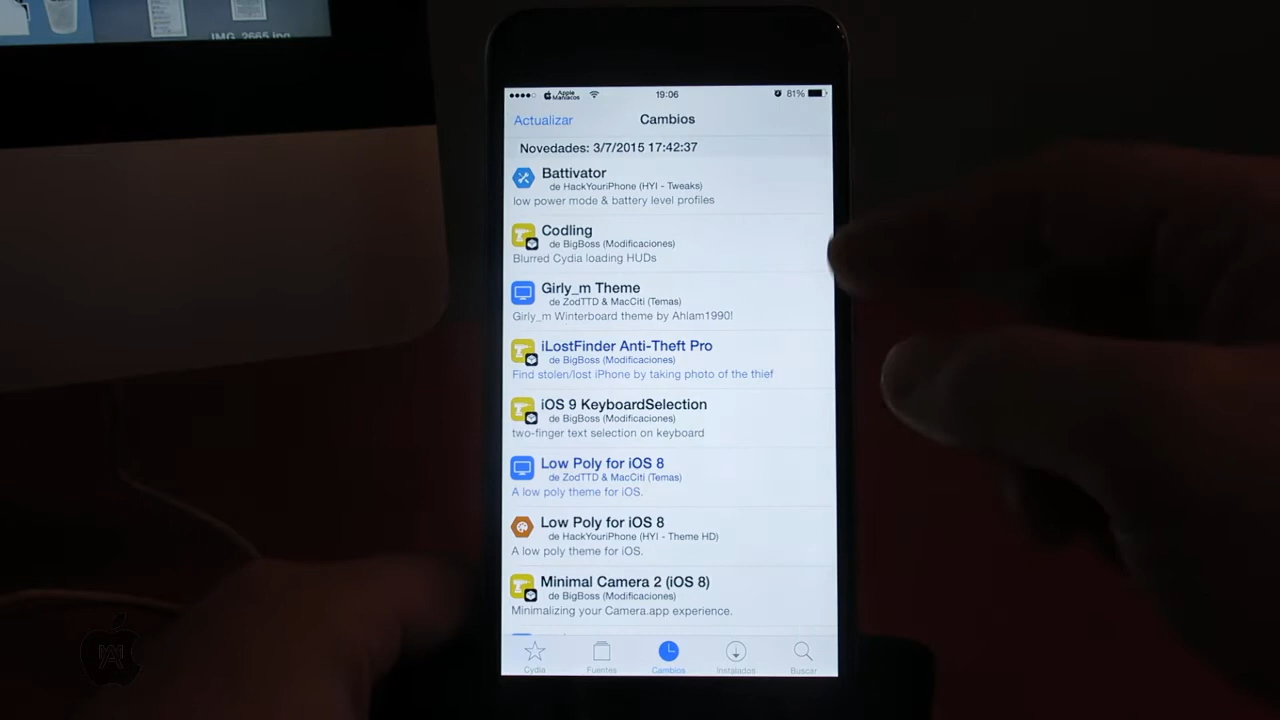 IMG_2665.jpg
Apple
Maniacos
19:06
81%
Actualizar
Cambios
Novedades: 3/7/2015 17:42:37
Battivator
de HackYouriPhone (HYI - Tweaks)
low power mode & battery level profiles
Codling
de BigBoss (Modificaciones)
Blurred Cydia loading HUDs
Girly_m Theme
de ZodTTD & MacCiti (Temas)
Girly_m Winterboard theme by Ahlam1990!
iLostFinder Anti-Theft Pro
de BigBoss (Modificaciones)
Find stolen/lost iPhone by taking photo of the thief
iOS 9 KeyboardSelection
de BigBoss (Modificaciones)
two-finger text selection on keyboard
Low Poly for iOS 8
de ZodTTD & MacCiti (Temas)
A low poly theme for iOS.
Low Poly for iOS 8
de HackYouriPhone (HYI - Theme HD)
A low poly theme for iOS.
Minimal Camera 2 (iOS 8)
de BigBoss (Modificaciones)
Minimalizing your Camera.app experience.
Cydia
Fuentes
Cambios
Instalados
Buscar